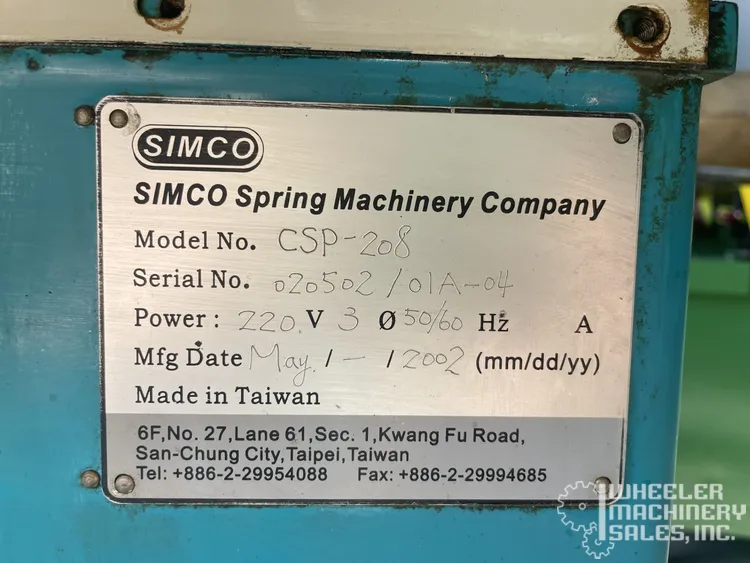 SIMCO
SIMCO Spring Machinery Company
Model No. CSP-208
Serial No. 020502/01A-04
Power : 220 V 3 Ø 50/60 Hz A
Mfg Date May / - / 2002 (mm/dd/yy)
Made in Taiwan
6F,No. 27,Lane 61,Sec. 1,Kwang Fu Road,
San-Chung City,Taipei,Taiwan
Tel: +886-2-29954088 Fax: +886-2-29994685
WHEELER
MACHINERY
SALES, INC.